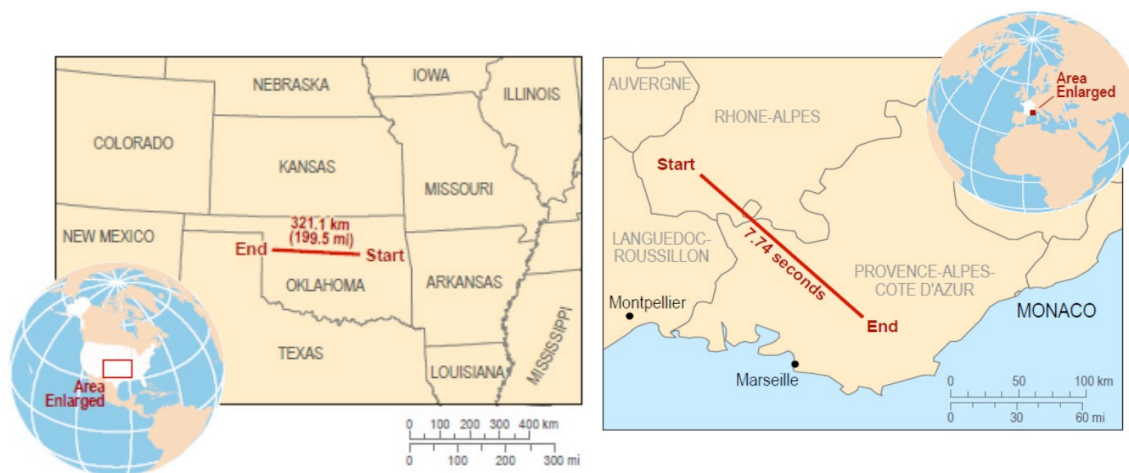 NEBRASKA
IOWA
ILLINOIS
COLORADO
KANSAS
MISSOURI
321.1 km
(199.5 mi)
NEW MEXICO
End
Start
OKLAHOMA
ARKANSAS
TEXAS
LOUISIANA
MISSISSIPPI
Area
Enlarged
0 100 200 300 400 km
0 100 200 300 mi
AUVERGNE
RHONE-ALPES
Area
Enlarged
Start
LANGUEDOC-
ROUSSILLON
7.74 seconds
PROVENCE-ALPES-
COTE D'AZUR
Montpellier
End
MONACO
Marseille
0 50 100 km
0 30 60 mi